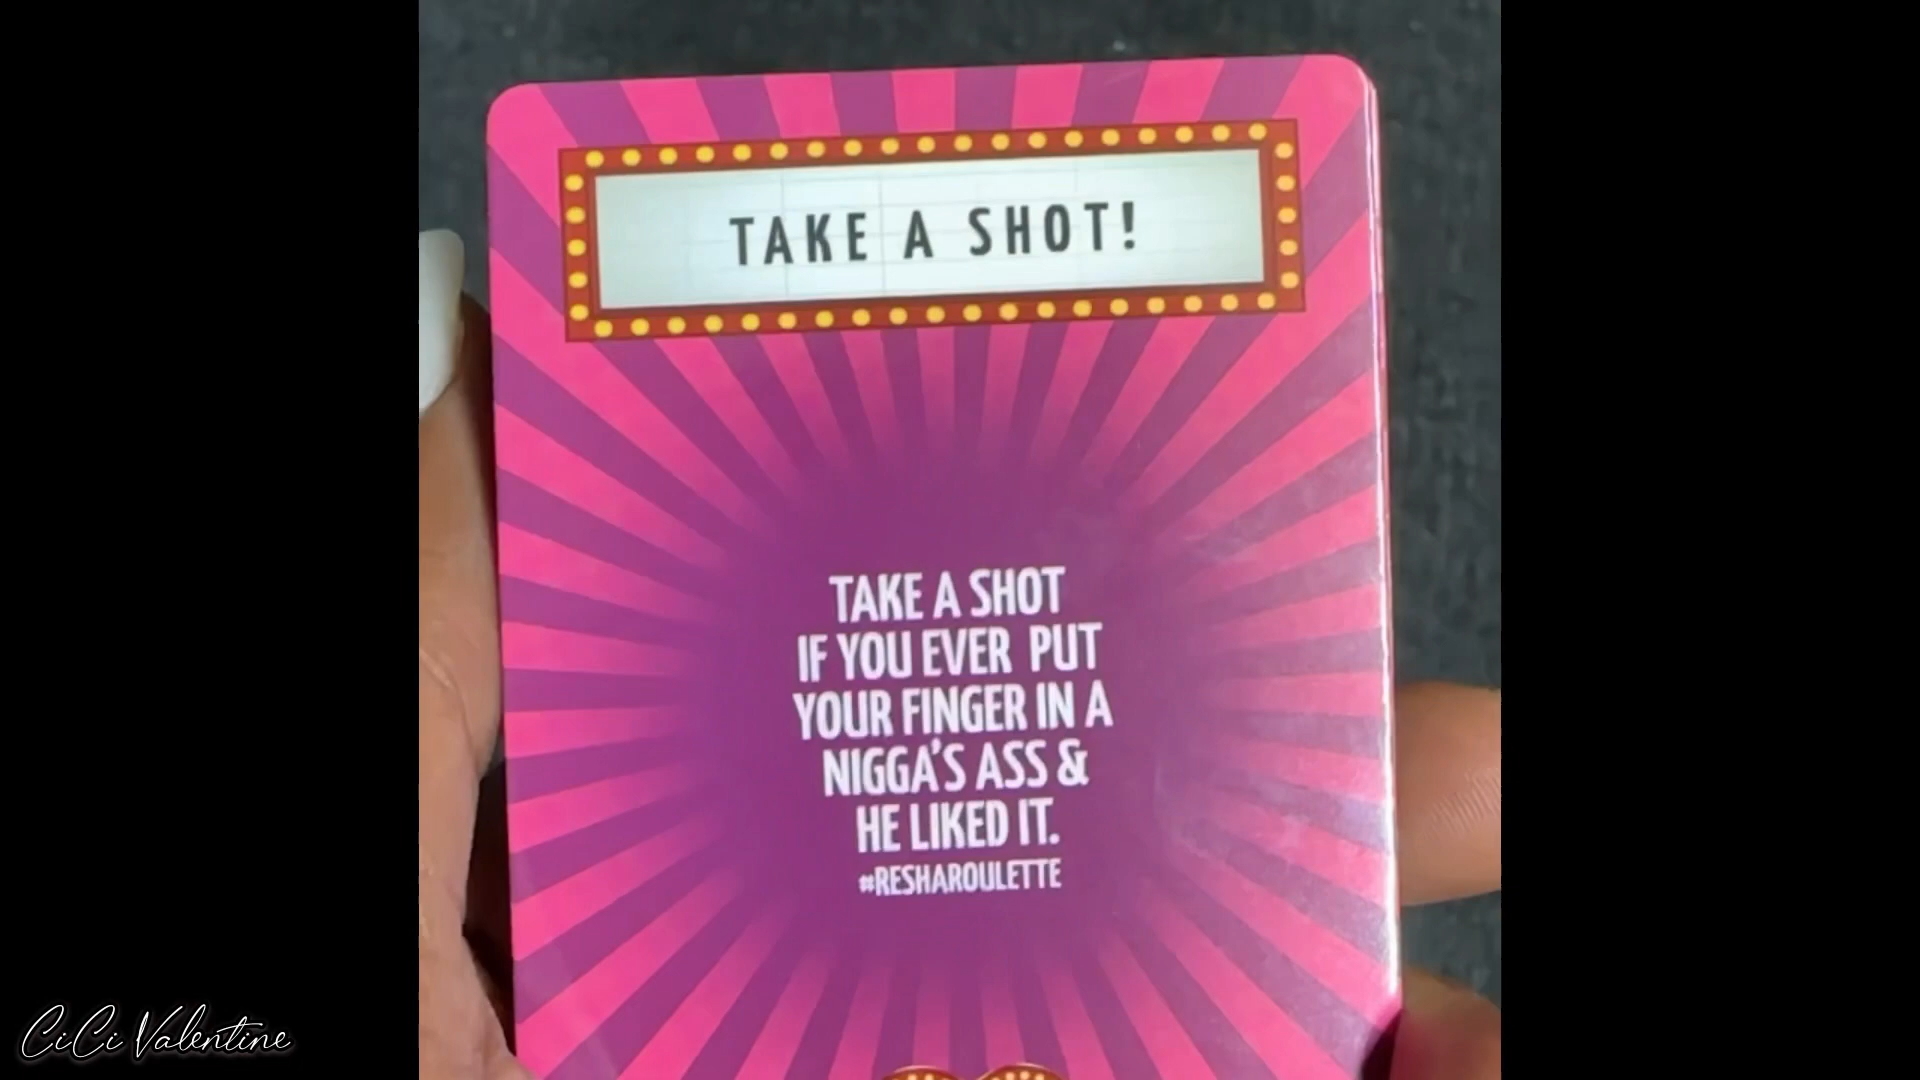 TAKE A SHOT!
TAKE A SHOT
IF YOU EVER PUT
YOUR FINGER IN A
NIGGA'S ASS &
HE LIKED IT.
#RESHAROULETTE
CiCi Valentine